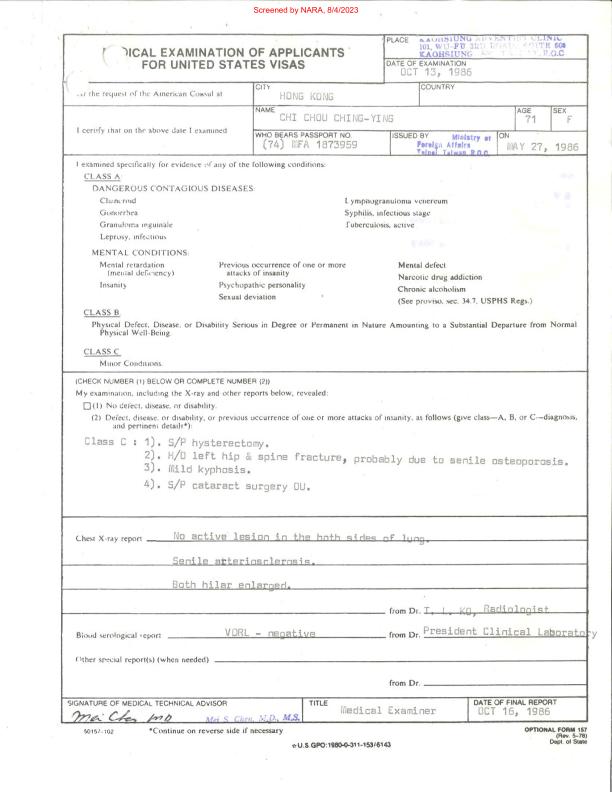 Screened by NARA, 8/4/2023
ICAL EXAMINATION OF APPLICANTS
FOR UNITED STATES VISAS
PLACE KAOHSIUNG ADVENTIST CLINIC
101, WU-FU 3RD ROAD,
KAOHSIUNG R.O.C.
DATE OF EXAMINATION
OCT 13, 1986
At the request of the American Consul at
CITY
HONG KONG
COUNTRY
I certify that on the above date I examined
NAME
CHI CHOU CHING-YING
AGE
71
SEX
F
WHO BEARS PASSPORT NO.
(74) MFA 1873959
ISSUED BY Ministry of
Foreign Affairs
Taipei, Taiwan, R.O.C.
ON
MAY 27, 1986
I examined specifically for evidence of any of the following conditions:
CLASS A:
DANGEROUS CONTAGIOUS DISEASES:
Chancroid
Gonorrhea
Granuloma inguinale
Leprosy, infectious
Lymphogranuloma venereum
Syphilis, infectious stage
Tuberculosis, active
MENTAL CONDITIONS:
Mental retardation
(mental deficiency)
Insanity
Previous occurrence of one or more
attacks of insanity
Psychopathic personality
Sexual deviation
Mental defect
Narcotic drug addiction
Chronic alcoholism
(See proviso, sec. 34.7, USPHS Regs.)
CLASS B.
Physical Defect, Disease, or Disability Serious in Degree or Permanent in Nature Amounting to a Substantial Departure from Normal
Physical Well-Being.
CLASS C
Minor Conditions.
(CHECK NUMBER (1) BELOW OR COMPLETE NUMBER (2))
My examination, including the X-ray and other reports below, revealed:
(1) No defect, disease, or disability.
(2) Defect, disease, or disability, or previous occurrence of one or more attacks of insanity, as follows (give class—A, B, or C—diagnosis,
and pertinent details*):
Class C : 1). S/P hysterectomy.
2). H/O left hip & spine fracture, probably due to senile osteoporosis.
3). Mild kyphosis.
4). S/P cataract surgery OU.
Chest X-ray report No active lesion in the both sides of lung.
Senile arteriosclerosis.
Both hilar enlarged.
from Dr. I. L. KO, Radiologist
Blood serological report VDRL - negative from Dr. President Clinical Laboratory
Other special report(s) (when needed)
from Dr.
SIGNATURE OF MEDICAL TECHNICAL ADVISOR
Mei Chen MD Mei S. Chen, M.D., M.S.
TITLE
Medical Examiner
DATE OF FINAL REPORT
OCT 16, 1986
50157-102
*Continue on reverse side if necessary
OPTIONAL FORM 157
(Rev. 5-78)
Dept. of State
☆U.S GPO:1980-0-311-153/6143